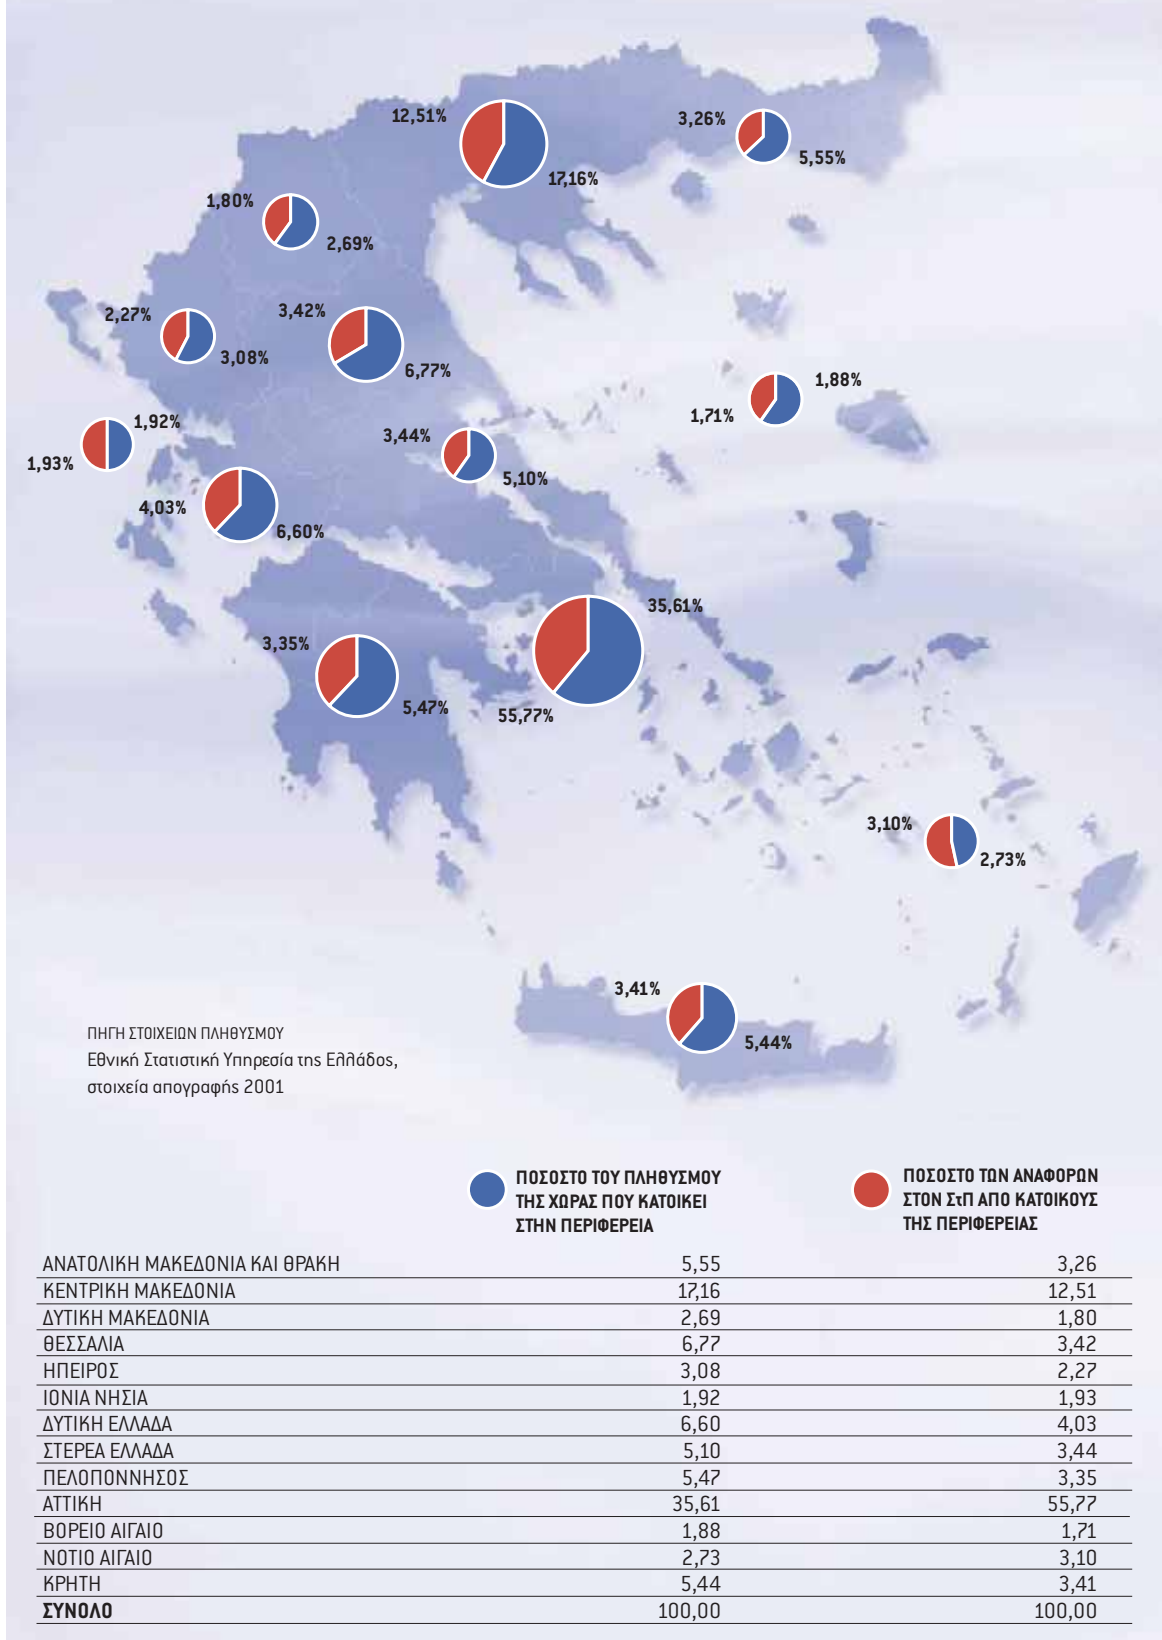 12,51%
17,16%
3,26%
5,55%
1,80%
2,69%
2,27%
3,08%
3,42%
6,77%
1,88%
1,71%
1,92%
1,93%
3,44%
5,10%
4,03%
6,60%
35,61%
55,77%
3,35%
5,47%
3,10%
2,73%
3,41%
5,44%
ΠΗΓΗ ΣΤΟΙΧΕΙΩΝ ΠΛΗΘΥΣΜΟΥ
Εθνική Στατιστική Υπηρεσία της Ελλάδος,
στοιχεία απογραφής 2001
ΠΟΣΟΣΤΟ ΤΟΥ ΠΛΗΘΥΣΜΟΥ
ΤΗΣ ΧΩΡΑΣ ΠΟΥ ΚΑΤΟΙΚΕΙ
ΣΤΗΝ ΠΕΡΙΦΕΡΕΙΑ
ΠΟΣΟΣΤΟ ΤΩΝ ΑΝΑΦΟΡΩΝ
ΣΤΟΝ ΣτΠ ΑΠΟ ΚΑΤΟΙΚΟΥΣ
ΤΗΣ ΠΕΡΙΦΕΡΕΙΑΣ
ΑΝΑΤΟΛΙΚΗ ΜΑΚΕΔΟΝΙΑ ΚΑΙ ΘΡΑΚΗ 5,55 3,26
ΚΕΝΤΡΙΚΗ ΜΑΚΕΔΟΝΙΑ 17,16 12,51
ΔΥΤΙΚΗ ΜΑΚΕΔΟΝΙΑ 2,69 1,80
ΘΕΣΣΑΛΙΑ 6,77 3,42
ΗΠΕΙΡΟΣ 3,08 2,27
ΙΟΝΙΑ ΝΗΣΙΑ 1,92 1,93
ΔΥΤΙΚΗ ΕΛΛΑΔΑ 6,60 4,03
ΣΤΕΡΕΑ ΕΛΛΑΔΑ 5,10 3,44
ΠΕΛΟΠΟΝΝΗΣΟΣ 5,47 3,35
ΑΤΤΙΚΗ 35,61 55,77
ΒΟΡΕΙΟ ΑΙΓΑΙΟ 1,88 1,71
ΝΟΤΙΟ ΑΙΓΑΙΟ 2,73 3,10
ΚΡΗΤΗ 5,44 3,41
ΣΥΝΟΛΟ 100,00 100,00